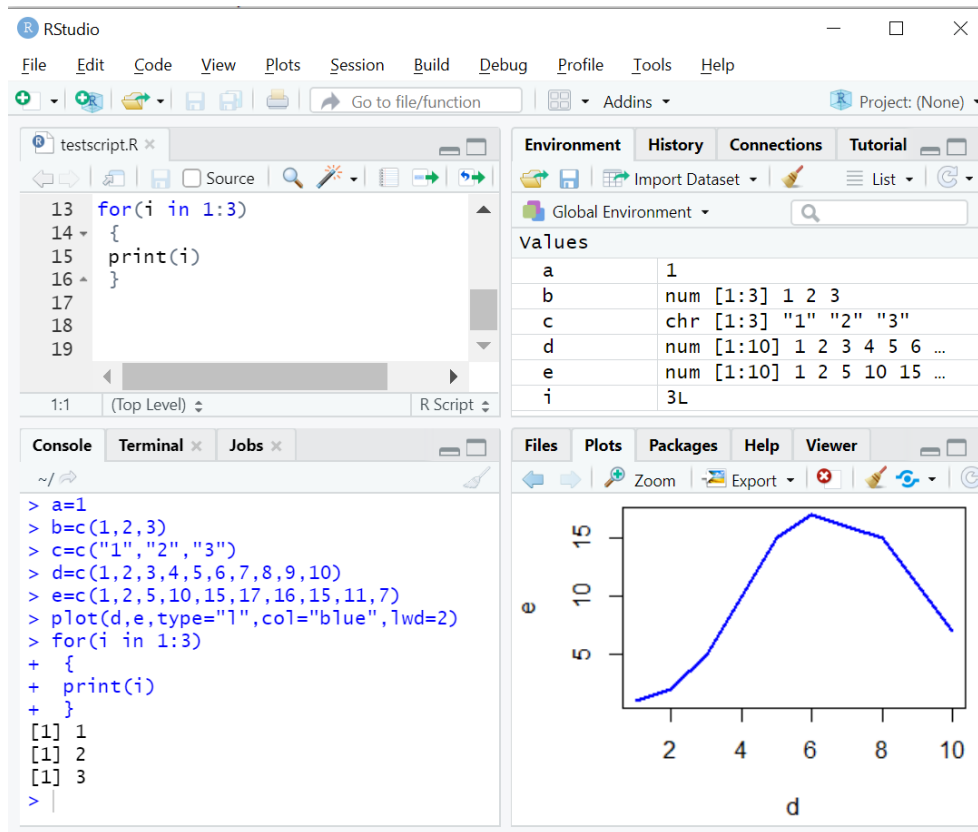 RStudio
File Edit Code View Plots Session Build Debug Profile Tools Help
Go to file/function Addins Project: (None)
testscript.R
Source
13 for(i in 1:3)
14 {
15 print(i)
16 }
17
18
19
1:1 (Top Level) R Script
Environment History Connections Tutorial
Import Dataset List
Global Environment
Values
a 1
b num [1:3] 1 2 3
c chr [1:3] "1" "2" "3"
d num [1:10] 1 2 3 4 5 6 …
e num [1:10] 1 2 5 10 15 …
i 3L
Console Terminal Jobs
~/
> a=1
> b=c(1,2,3)
> c=c("1","2","3")
> d=c(1,2,3,4,5,6,7,8,9,10)
> e=c(1,2,5,10,15,17,16,15,11,7)
> plot(d,e,type="l",col="blue",lwd=2)
> for(i in 1:3)
+ {
+ print(i)
+ }
[1] 1
[1] 2
[1] 3
>
Files Plots Packages Help Viewer
Zoom Export
15
10
5
e
2 4 6 8 10
d